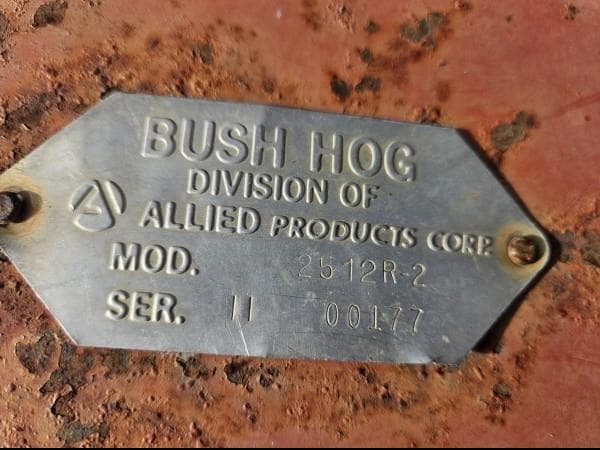 BUSH HOG
DIVISION OF
ALLIED PRODUCTS CORP.
MOD. 2512R-2
SER. 11 00177